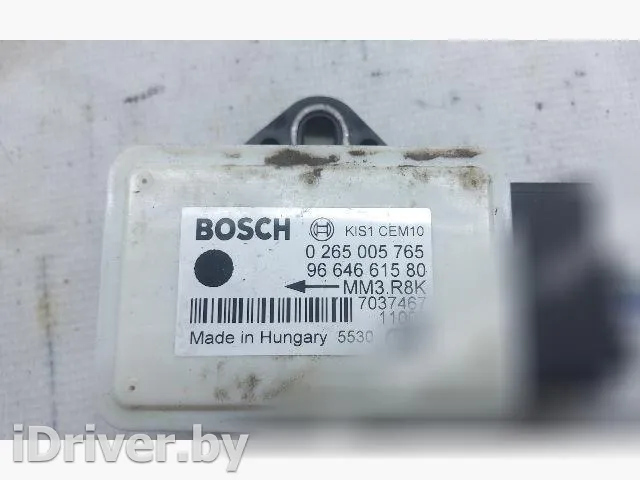 BOSCH KIS1 CEM10
0 265 005 765
96 646 615 80
MM3.R8K
7037467
Made in Hungary 5530
iDriver.by